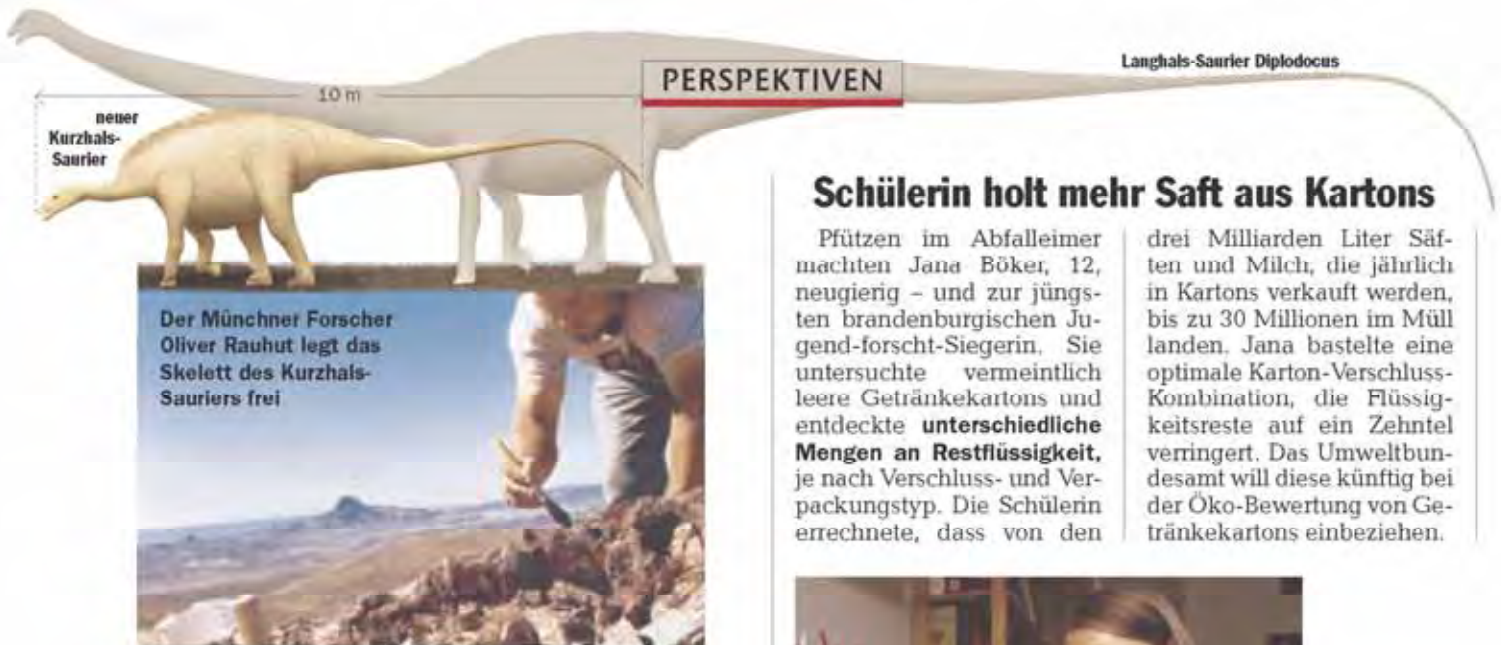 Langhals-Saurier Diplodocus
PERSPEKTIVEN
10 m
neuer
Kurzhals-
Saurier
Der Münchner Forscher
Oliver Rauhut legt das
Skelett des Kurzhals-
Sauriers frei
Schülerin holt mehr Saft aus Kartons
Pfützen im Abfalleimer
machten Jana Böker, 12,
neugierig – und zur jüngs-
ten brandenburgischen Ju-
gend-forscht-Siegerin. Sie
untersuchte vermeintlich
leere Getränkekartons und
entdeckte unterschiedliche
Mengen an Restflüssigkeit,
je nach Verschluss- und Ver-
packungstyp. Die Schülerin
errechnete, dass von den
drei Milliarden Liter Säf-
ten und Milch, die jährlich
in Kartons verkauft werden,
bis zu 30 Millionen im Müll
landen. Jana bastelte eine
optimale Karton-Verschluss-
Kombination, die Flüssig-
keitsreste auf ein Zehntel
verringert. Das Umweltbun-
desamt will diese künftig bei
der Öko-Bewertung von Ge-
tränkekartons einbeziehen.